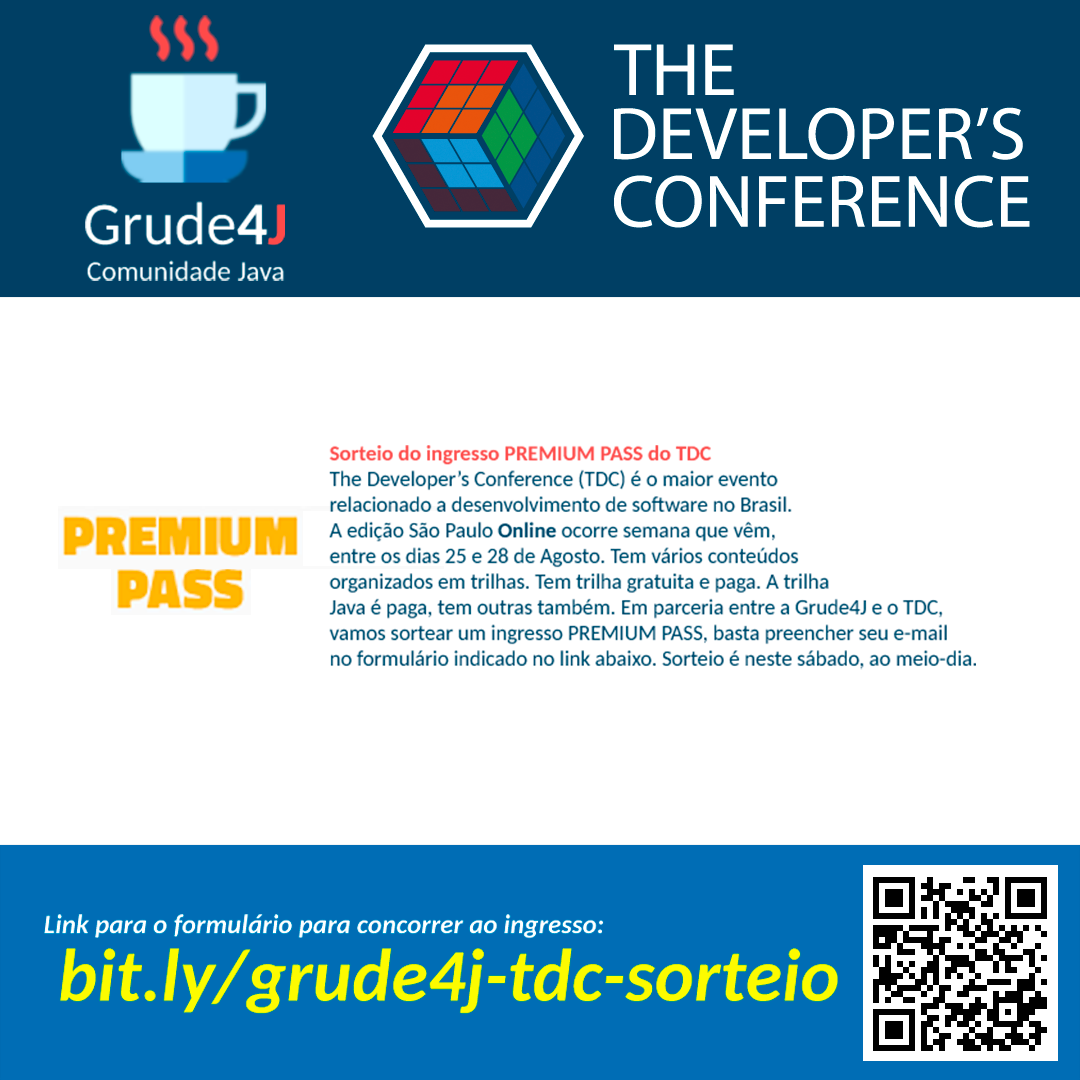 Grude4J
Comunidade Java
THE
DEVELOPER'S
CONFERENCE
PREMIUM
PASS
Sorteio do ingresso PREMIUM PASS do TDC
The Developer's Conference (TDC) é o maior evento
relacionado a desenvolvimento de software no Brasil.
A edição São Paulo Online ocorre semana que vêm,
entre os dias 25 e 28 de Agosto. Tem vários conteúdos
organizados em trilhas. Tem trilha gratuita e paga. A trilha
Java é paga, tem outras também. Em parceria entre a Grude4J e o TDC,
vamos sortear um ingresso PREMIUM PASS, basta preencher seu e-mail
no formulário indicado no link abaixo. Sorteio é neste sábado, ao meio-dia.
Link para o formulário para concorrer ao ingresso:
bit.ly/grude4j-tdc-sorteio